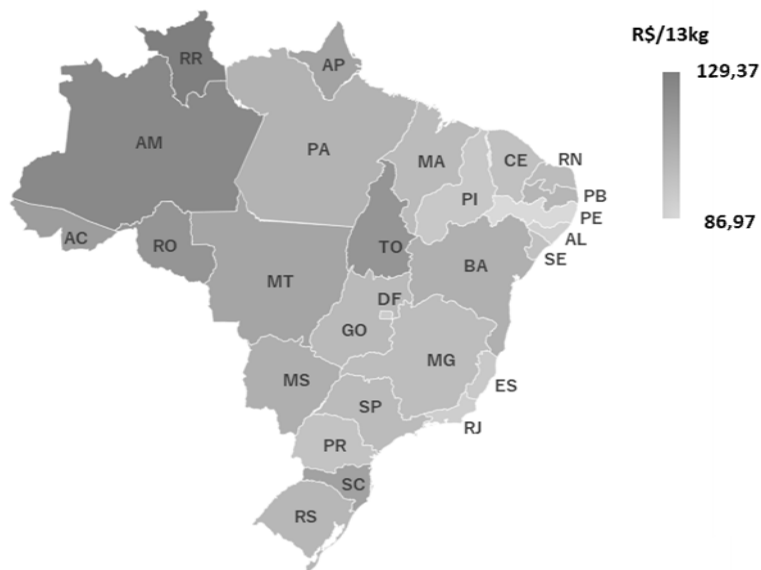 R$/13kg
129,37
86,97
RR
AP
AM
PA
MA
CE
RN
PI
PB
PE
AL
SE
AC
RO
TO
BA
MT
DF
GO
MG
MS
ES
SP
RJ
PR
SC
RS